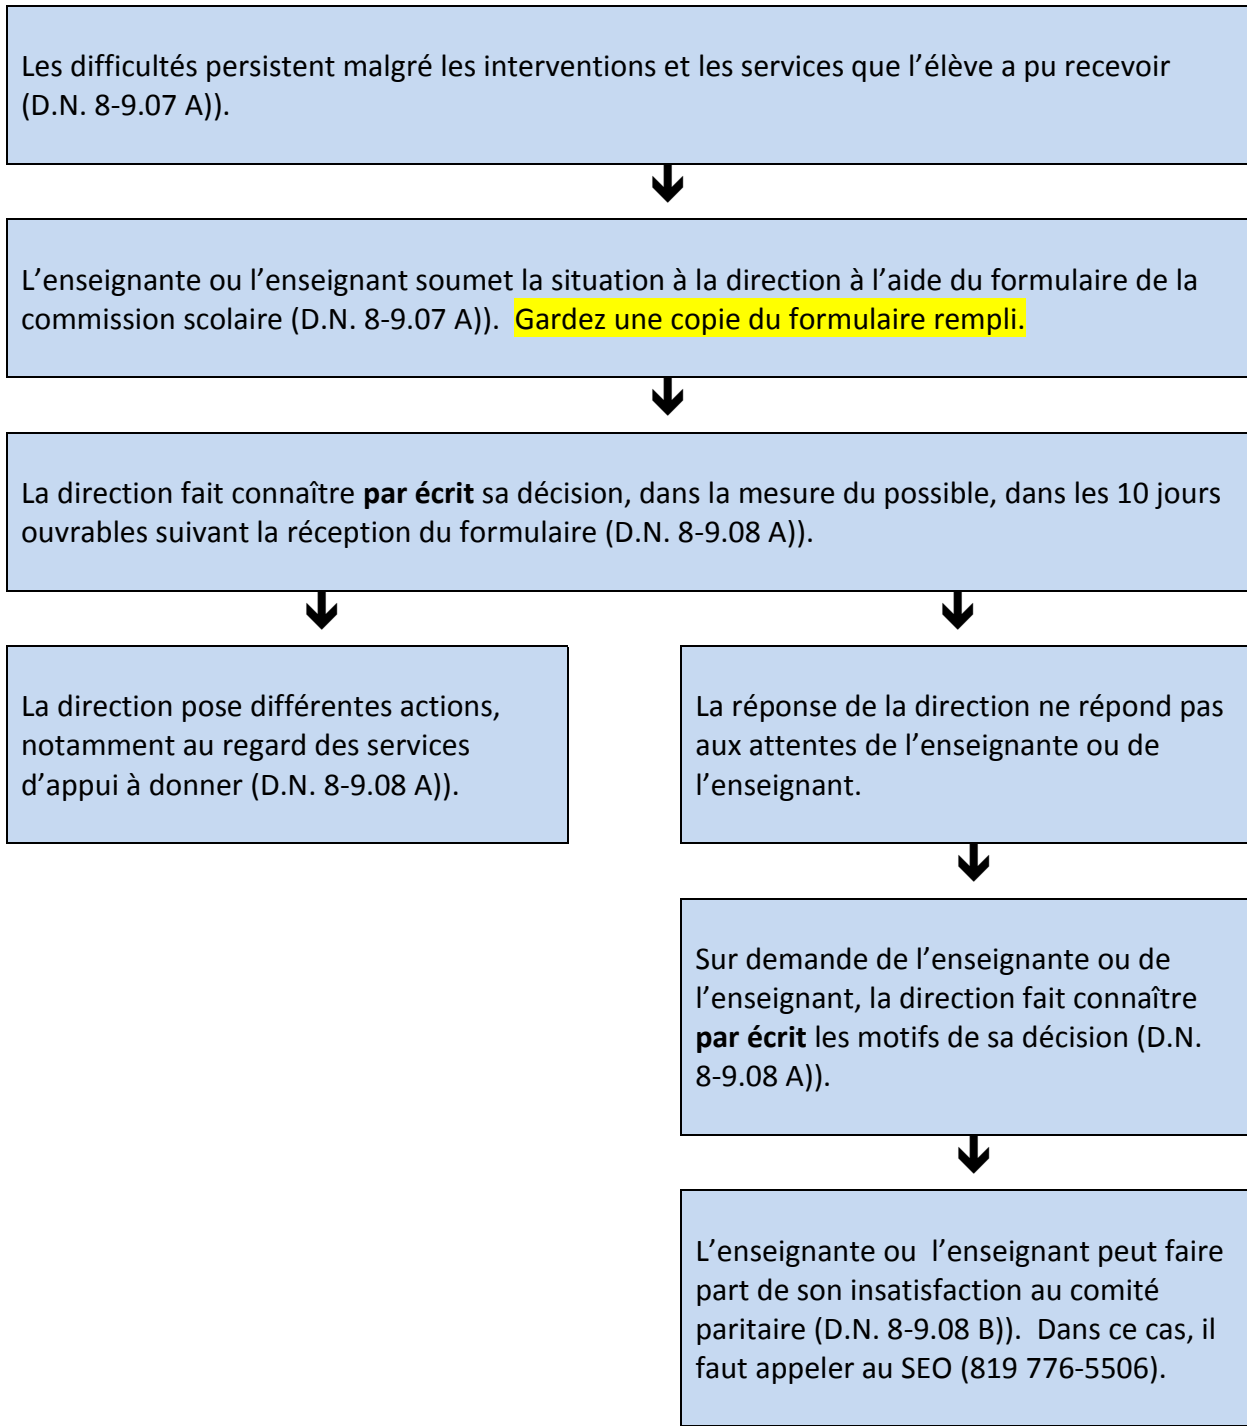 Les difficultés persistent malgré les interventions et les services que l’élève a pu recevoir
(D.N. 8-9.07 A)).
L’enseignante ou l’enseignant soumet la situation à la direction à l’aide du formulaire de la
commission scolaire (D.N. 8-9.07 A)). Gardez une copie du formulaire rempli.
La direction fait connaître par écrit sa décision, dans la mesure du possible, dans les 10 jours
ouvrables suivant la réception du formulaire (D.N. 8-9.08 A)).
La direction pose différentes actions,
notamment au regard des services
d’appui à donner (D.N. 8-9.08 A)).
La réponse de la direction ne répond pas
aux attentes de l’enseignante ou de
l’enseignant.
Sur demande de l’enseignante ou de
l’enseignant, la direction fait connaître
par écrit les motifs de sa décision (D.N.
8-9.08 A)).
L’enseignante ou l’enseignant peut faire
part de son insatisfaction au comité
paritaire (D.N. 8-9.08 B)). Dans ce cas, il
faut appeler au SEO (819 776-5506).